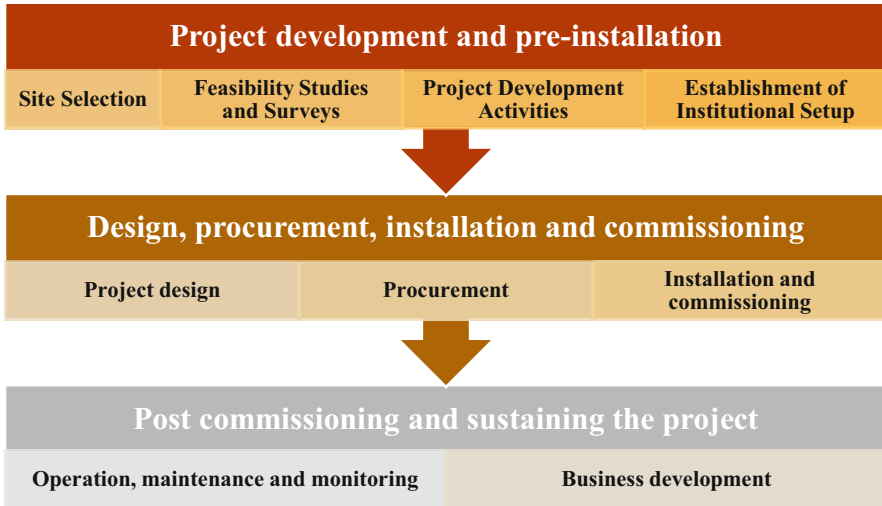 Project development and pre-installation
Site Selection
Feasibility Studies
and Surveys
Project Development
Activities
Establishment of
Institutional Setup
Design, procurement, installation and commissioning
Project design
Procurement
Installation and
commissioning
Post commissioning and sustaining the project
Operation, maintenance and monitoring
Business development